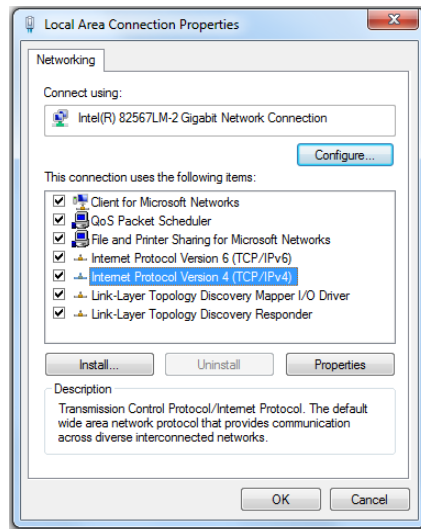 Local Area Connection Properties
Networking
Connect using:
Intel(R) 82567LM-2 Gigabit Network Connection
Configure...
This connection uses the following items:
Client for Microsoft Networks
QoS Packet Scheduler
File and Printer Sharing for Microsoft Networks
Internet Protocol Version 6 (TCP/IPv6)
Internet Protocol Version 4 (TCP/IPv4)
Link-Layer Topology Discovery Mapper I/O Driver
Link-Layer Topology Discovery Responder
Install...
Uninstall
Properties
Description
Transmission Control Protocol/Internet Protocol. The default
wide area network protocol that provides communication
across diverse interconnected networks.
OK
Cancel